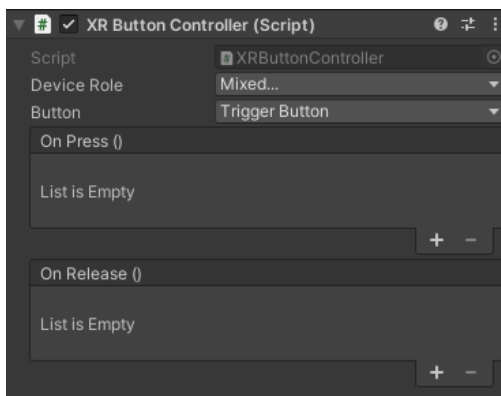 XR Button Controller (Script)
Script XRButtonController
Device Role Mixed...
Button Trigger Button
On Press ()
List is Empty
+ −
On Release ()
List is Empty
+ −